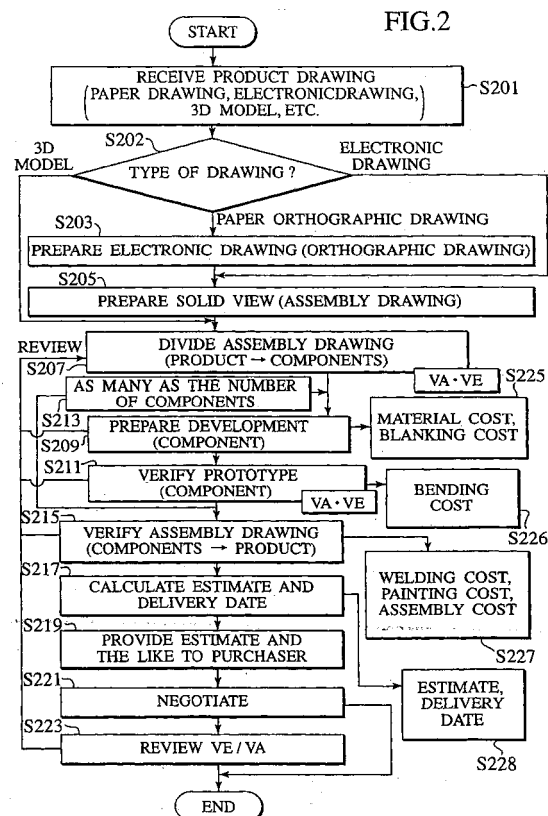 FIG.2
START
RECEIVE PRODUCT DRAWING
(PAPER DRAWING, ELECTRONICDRAWING,
3D MODEL, ETC.)
S201
S202
3D
MODEL
TYPE OF DRAWING ?
ELECTRONIC
DRAWING
S203
PAPER ORTHOGRAPHIC DRAWING
PREPARE ELECTRONIC DRAWING (ORTHOGRAPHIC DRAWING)
S205
PREPARE SOLID VIEW (ASSEMBLY DRAWING)
REVIEW
DIVIDE ASSEMBLY DRAWING
(PRODUCT → COMPONENTS)
S207
VA・VE
S225
AS MANY AS THE NUMBER
OF COMPONENTS
S213
MATERIAL COST,
BLANKING COST
PREPARE DEVELOPMENT
(COMPONENT)
S209
S211
VERIFY PROTOTYPE
(COMPONENT)
VA・VE
BENDING
COST
S226
S215
VERIFY ASSEMBLY DRAWING
(COMPONENTS → PRODUCT)
S217
CALCULATE ESTIMATE AND
DELIVERY DATE
WELDING COST,
PAINTING COST,
ASSEMBLY COST
S227
S219
PROVIDE ESTIMATE AND
THE LIKE TO PURCHASER
S221
NEGOTIATE
ESTIMATE,
DELIVERY
DATE
S228
S223
REVIEW VE / VA
END